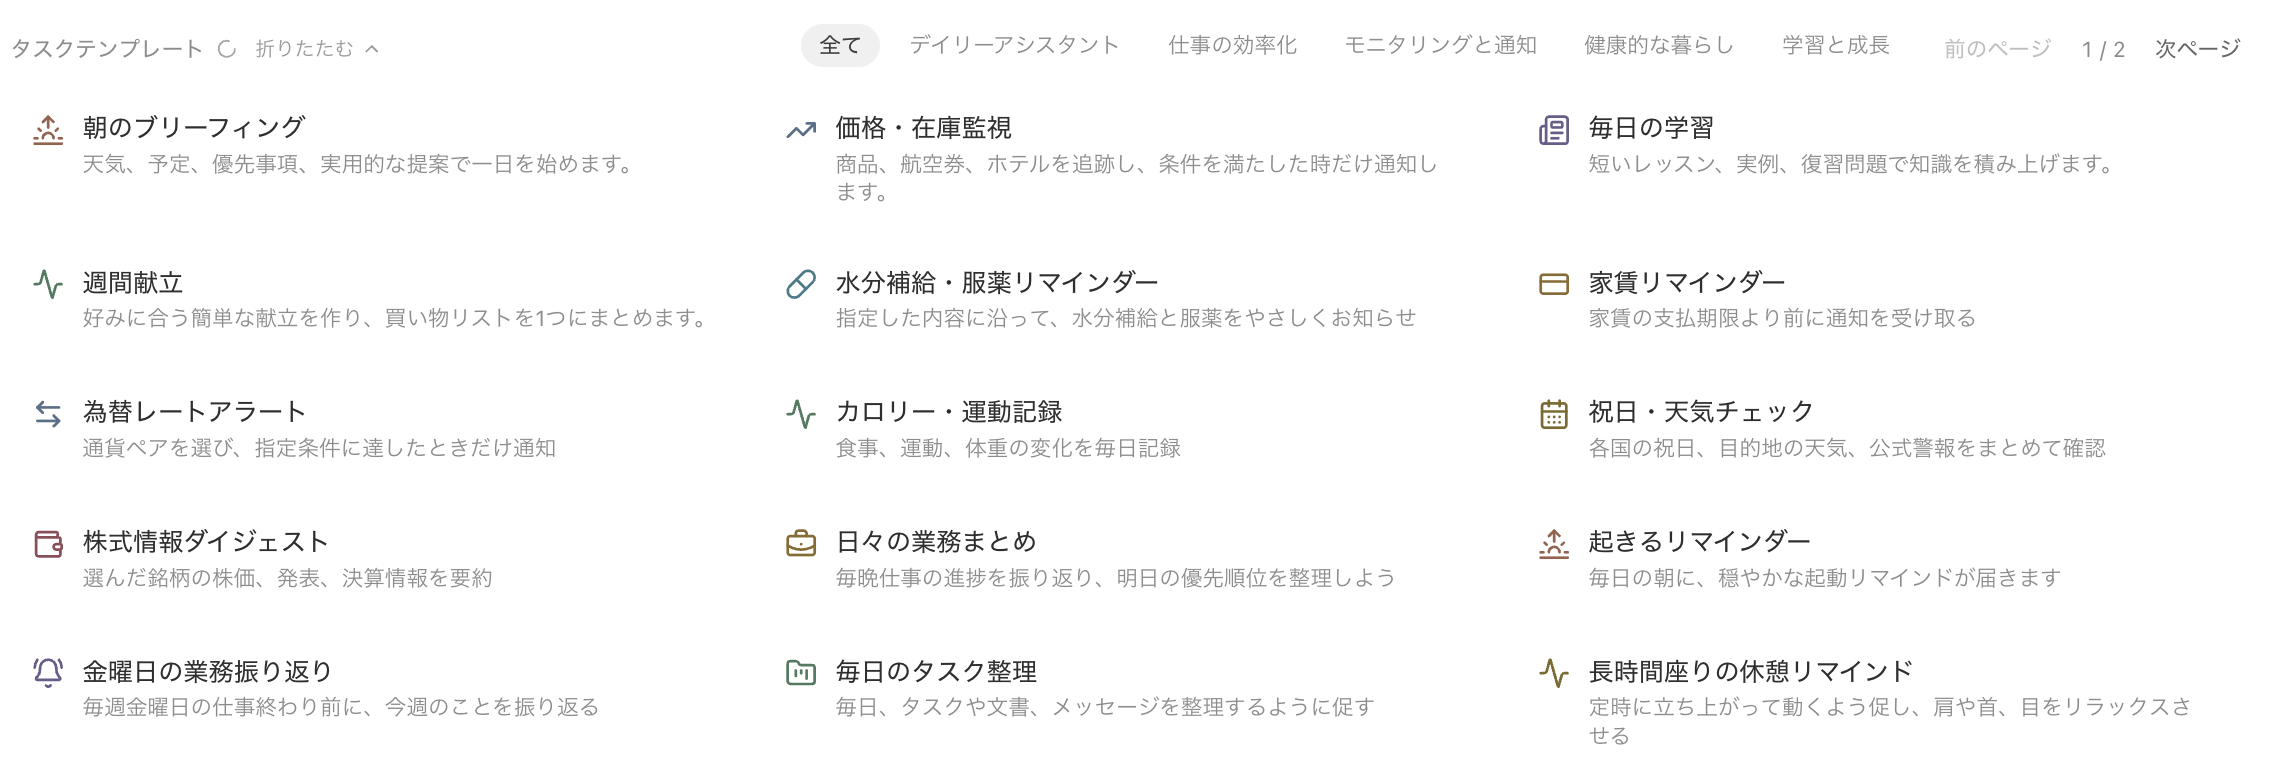 タスクテンプレート 折りたたむ
全て デイリーアシスタント 仕事の効率化 モニタリングと通知 健康的な暮らし 学習と成長 前のページ 1 / 2 次ページ
朝のブリーフィング
天気、予定、優先事項、実用的な提案で一日を始めます。
価格・在庫監視
商品、航空券、ホテルを追跡し、条件を満たした時だけ通知し
ます。
毎日の学習
短いレッスン、実例、復習問題で知識を積み上げます。
週間献立
好みに合う簡単な献立を作り、買い物リストを1つにまとめます。
水分補給・服薬リマインダー
指定した内容に沿って、水分補給と服薬をやさしくお知らせ
家賃リマインダー
家賃の支払期限より前に通知を受け取る
為替レートアラート
通貨ペアを選び、指定条件に達したときだけ通知
カロリー・運動記録
食事、運動、体重の変化を毎日記録
祝日・天気チェック
各国の祝日、目的地の天気、公式警報をまとめて確認
株式情報ダイジェスト
選んだ銘柄の株価、発表、決算情報を要約
日々の業務まとめ
毎晩仕事の進捗を振り返り、明日の優先順位を整理しよう
起きるリマインダー
毎日の朝に、穏やかな起動リマインドが届きます
金曜日の業務振り返り
毎週金曜日の仕事終わり前に、今週のことを振り返る
毎日のタスク整理
毎日、タスクや文書、メッセージを整理するように促す
長時間座りの休憩リマインド
定時に立ち上がって動くよう促し、肩や首、目をリラックスさ
せる